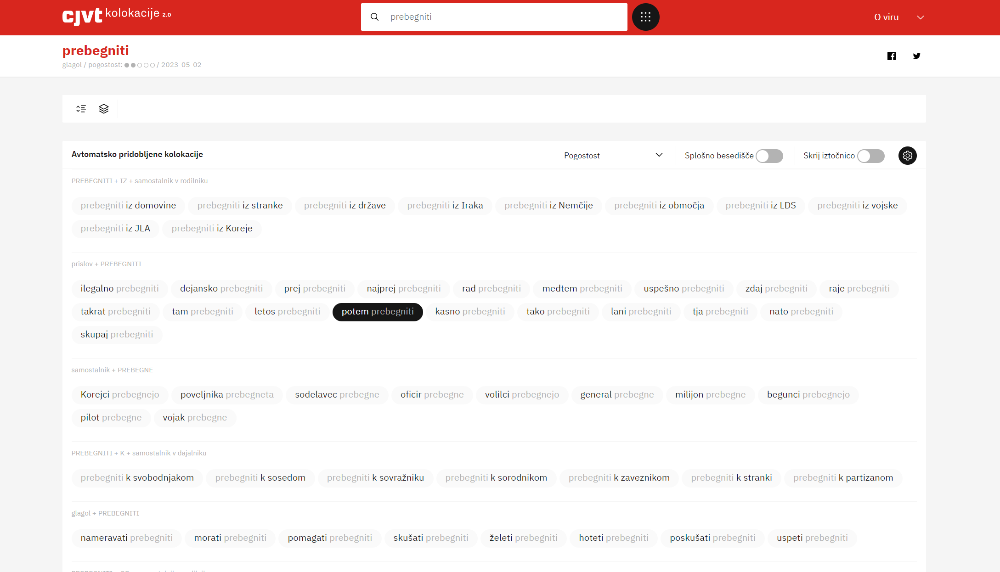 cjvt kolokacije 2.0
prebegniti
O viru
prebegniti
glagol / pogostost: / 2023-05-02
Avtomatsko pridobljene kolokacije
Pogostost
Splošno besedišče
Skrij iztočnico
PREBEGNITI + IZ + samostalnik v rodilniku
prebegniti iz domovine prebegniti iz stranke prebegniti iz države prebegniti iz Iraka prebegniti iz Nemčije prebegniti iz območja prebegniti iz LDS prebegniti iz vojske
prebegniti iz JLA prebegniti iz Koreje
prislov + PREBEGNITI
ilegalno prebegniti dejansko prebegniti prej prebegniti najprej prebegniti rad prebegniti medtem prebegniti uspešno prebegniti zdaj prebegniti raje prebegniti
takrat prebegniti tam prebegniti letos prebegniti potem prebegniti kasno prebegniti tako prebegniti lani prebegniti tja prebegniti nato prebegniti
skupaj prebegniti
samostalnik + PREBEGNE
Korejci prebegnejo poveljnika prebegneta sodelavec prebegne oficir prebegne volilci prebegnejo general prebegne milijon prebegne begunci prebegnejo
pilot prebegne vojak prebegne
PREBEGNITI + K + samostalnik v dajalniku
prebegniti k svobodnjakom prebegniti k sosedom prebegniti k sovražniku prebegniti k sorodnikom prebegniti k zaveznikom prebegniti k stranki prebegniti k partizanom
glagol + PREBEGNITI
nameravati prebegniti morati prebegniti pomagati prebegniti skušati prebegniti želeti prebegniti hoteti prebegniti poskušati prebegniti uspeti prebegniti